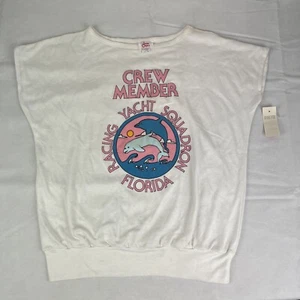 CREW
MEMBER
RACING YACHT SQUADRON
FLORIDA